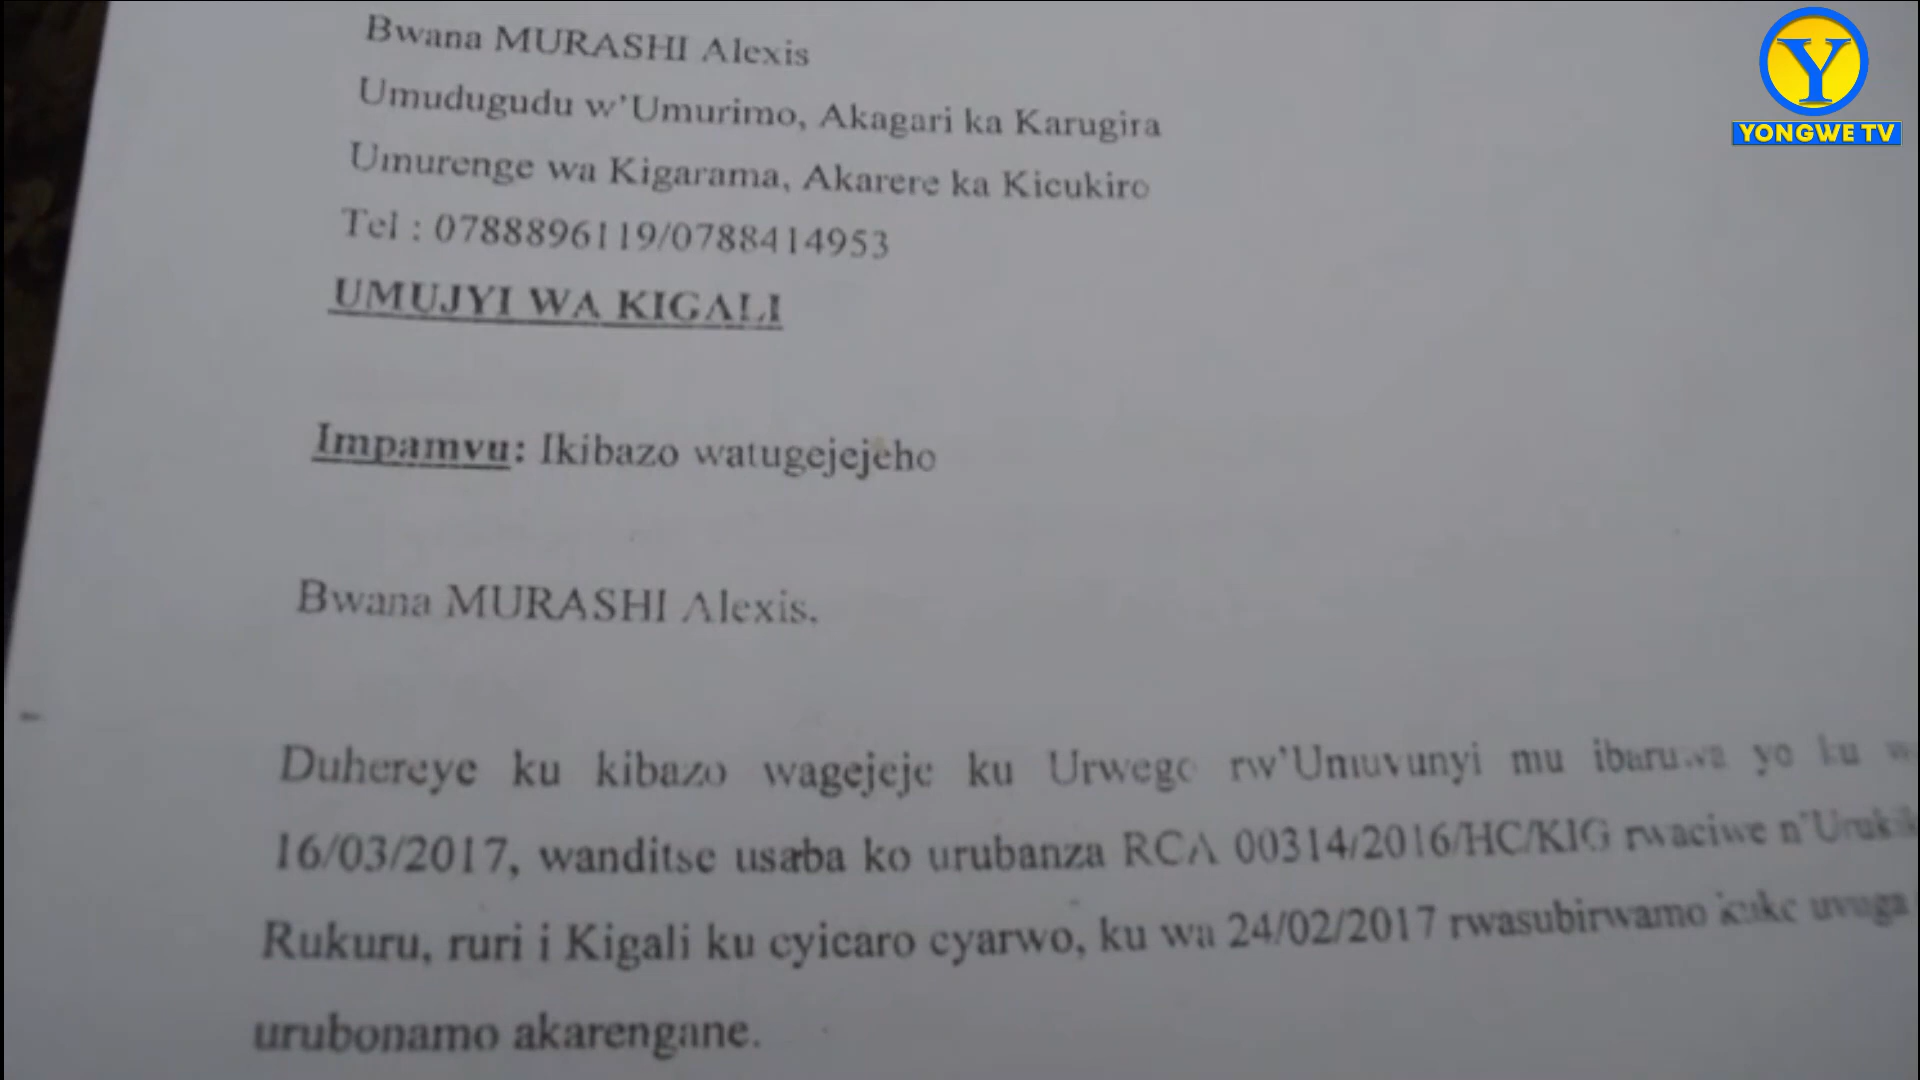 Bwana MURASHI Alexis
Umudugudu w'Umurimo, Akagari ka Karugira
Umurenge wa Kigarama, Akarere ka Kicukiro
Tel : 0788896119/0788414953
UMUJYI WA KIGALI
Impamvu: Ikibazo watugejejeho
Bwana MURASHI Alexis,
Duhereye ku kibazo wagejeje ku Urwego rw'Umuvunyi mu ibaruwa yo ku
16/03/2017, wanditse usaba ko urubanza RCA 00314/2016/HC/KIG rwaciwe
Rukuru, ruri i Kigali ku cyicaro cyarwo, ku wa 24/02/2017 rwasubirwamo uvuga
urubonamo akarengane.
Y
YONGWE TV